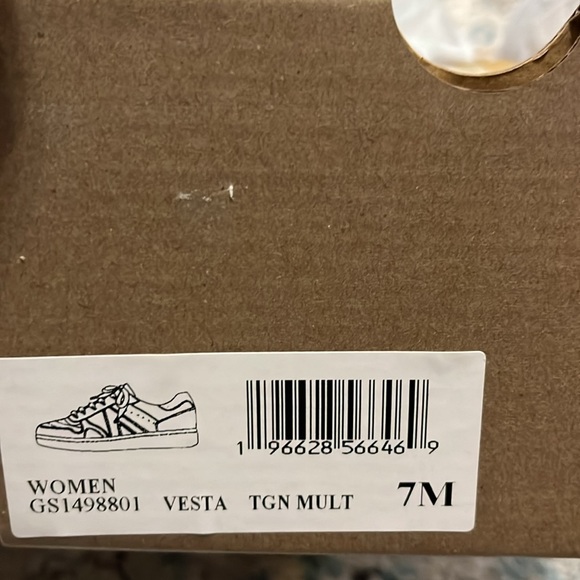 1 96628 56646 9
WOMEN
GS1498801 VESTA TGN MULT 7M